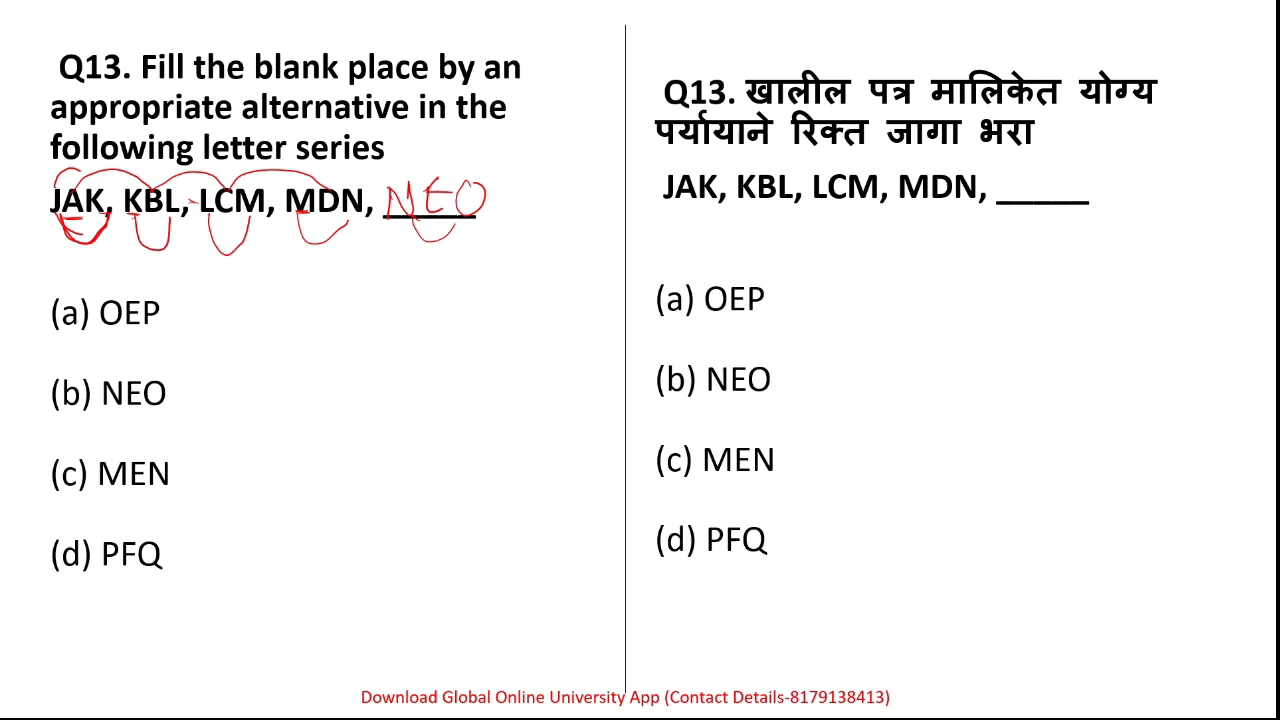 Q13. Fill the blank place by an
appropriate alternative in the
following letter series
JAK, KBL, LCM, MDN, NEO
(a) OEP
(b) NEO
(c) MEN
(d) PFQ
Q13. खालील पत्र मालिकेत योग्य
पर्यायाने रिक्त जागा भरा
JAK, KBL, LCM, MDN, _____
(a) OEP
(b) NEO
(c) MEN
(d) PFQ
Download Global Online University App (Contact Details-8179138413)